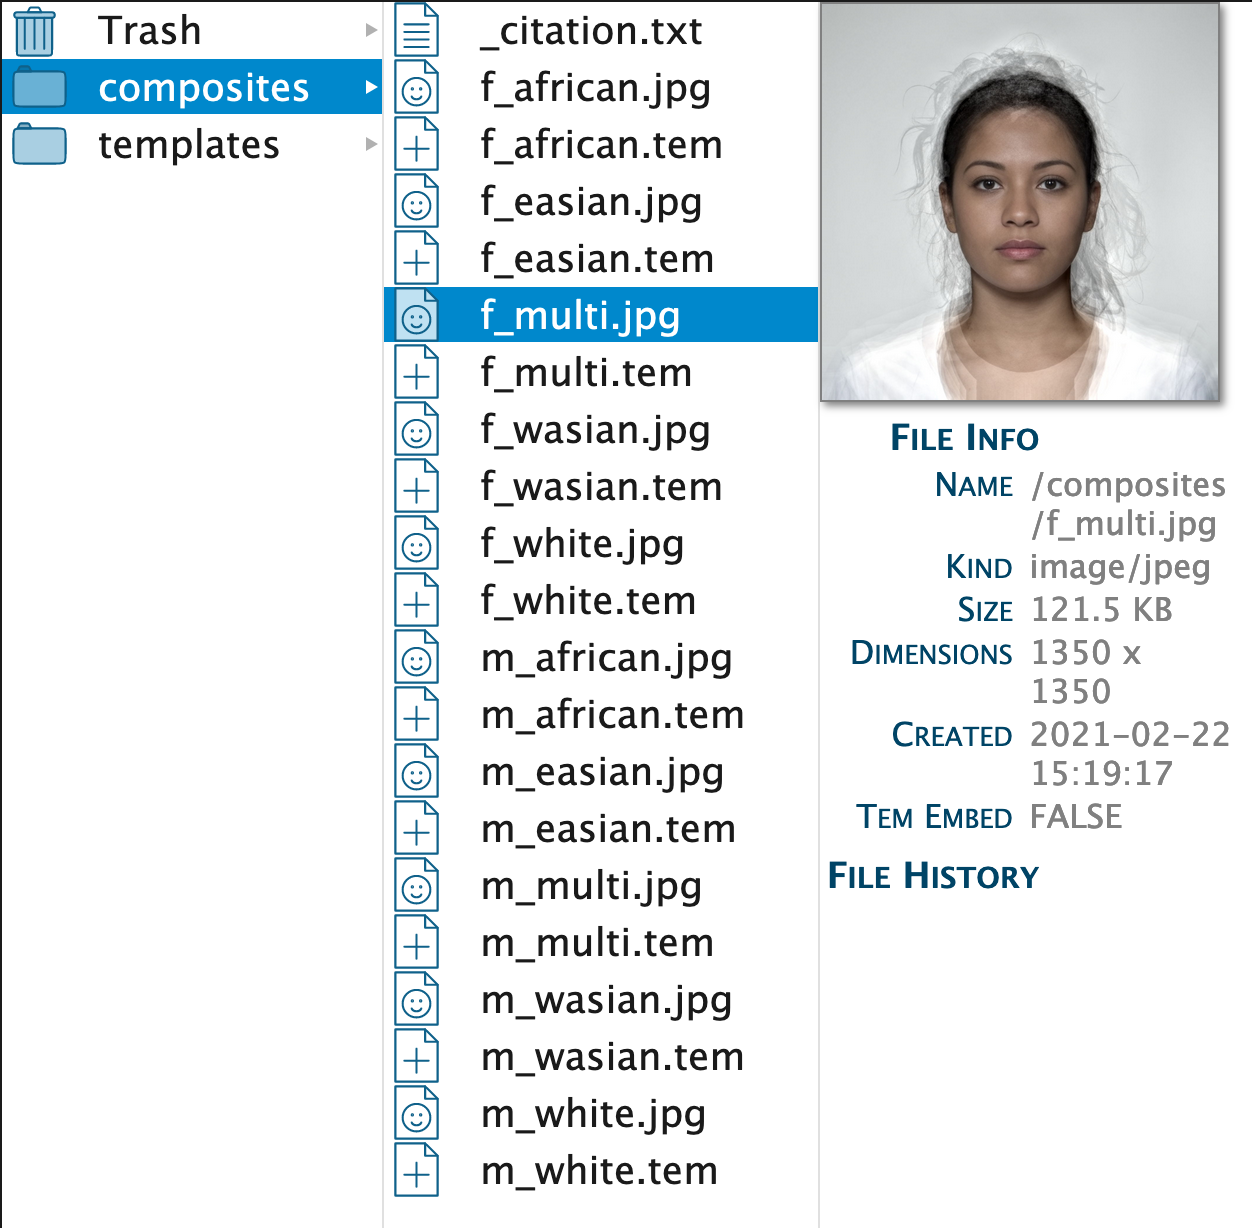 Trash
composites
templates
_citation.txt
f_african.jpg
f_african.tem
f_easian.jpg
f_easian.tem
f_multi.jpg
f_multi.tem
f_wasian.jpg
f_wasian.tem
f_white.jpg
f_white.tem
m_african.jpg
m_african.tem
m_easian.jpg
m_easian.tem
m_multi.jpg
m_multi.tem
m_wasian.jpg
m_wasian.tem
m_white.jpg
m_white.tem
File Info
Name /composites
/f_multi.jpg
Kind image/jpeg
Size 121.5 KB
Dimensions 1350 x
1350
Created 2021-02-22
15:19:17
Tem Embed FALSE
File History